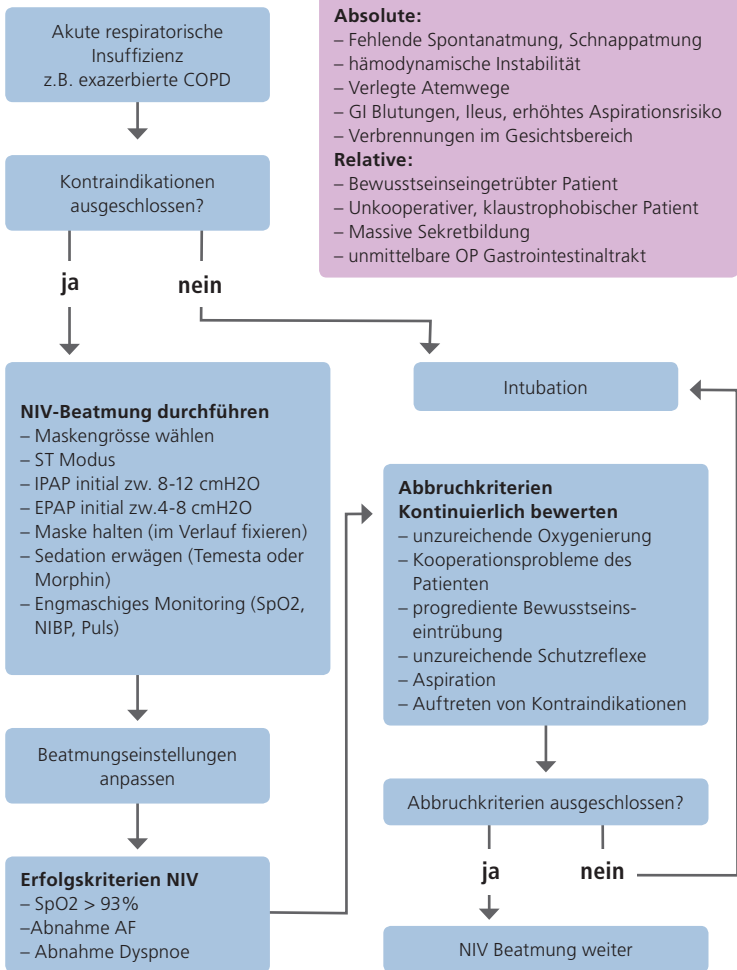 Akute respiratorische
Insuffizienz
z.B. exazerbierte COPD
Absolute:
– Fehlende Spontanatmung, Schnappatmung
– hämodynamische Instabilität
– Verlegte Atemwege
– GI Blutungen, Ileus, erhöhtes Aspirationsrisiko
– Verbrennungen im Gesichtsbereich
Relative:
– Bewusstseinseingetrübter Patient
– Unkooperativer, klaustrophobischer Patient
– Massive Sekretbildung
– unmittelbare OP Gastrointestinaltrakt
Kontraindikationen
ausgeschlossen?
ja
nein
Intubation
NIV-Beatmung durchführen
– Maskengrösse wählen
– ST Modus
– IPAP initial zw. 8-12 cmH2O
– EPAP initial zw.4-8 cmH2O
– Maske halten (im Verlauf fixieren)
– Sedation erwägen (Temesta oder
Morphin)
– Engmaschiges Monitoring (SpO2,
NIBP, Puls)
Beatmungseinstellungen
anpassen
Erfolgskriterien NIV
– SpO2 > 93%
–Abnahme AF
– Abnahme Dyspnoe
Abbruchkriterien
Kontinuierlich bewerten
– unzureichende Oxygenierung
– Kooperationsprobleme des
Patienten
– progrediente Bewusstseins-
eintrübung
– unzureichende Schutzreflexe
– Aspiration
– Auftreten von Kontraindikationen
Abbruchkriterien ausgeschlossen?
ja
nein
NIV Beatmung weiter